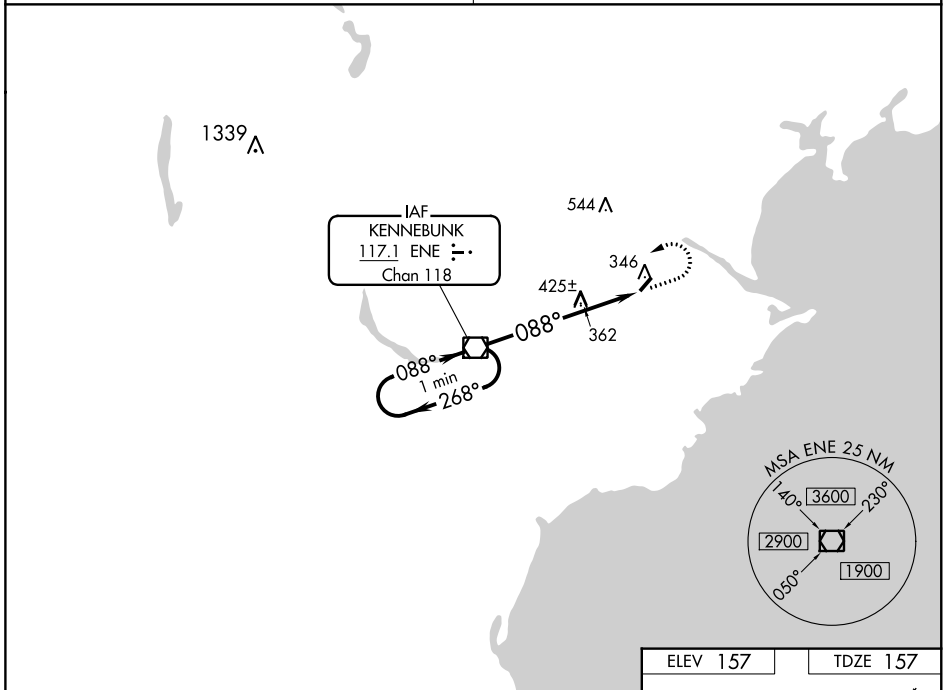 1339
544
IAF
KENNEBUNK
117.1 ENE
Chan 118
346
425±
362
088°
088°
1 min
268°
MSA ENE 25 NM
140°
3600
230°
2900
1900
050°
ELEV 157
TDZE 157